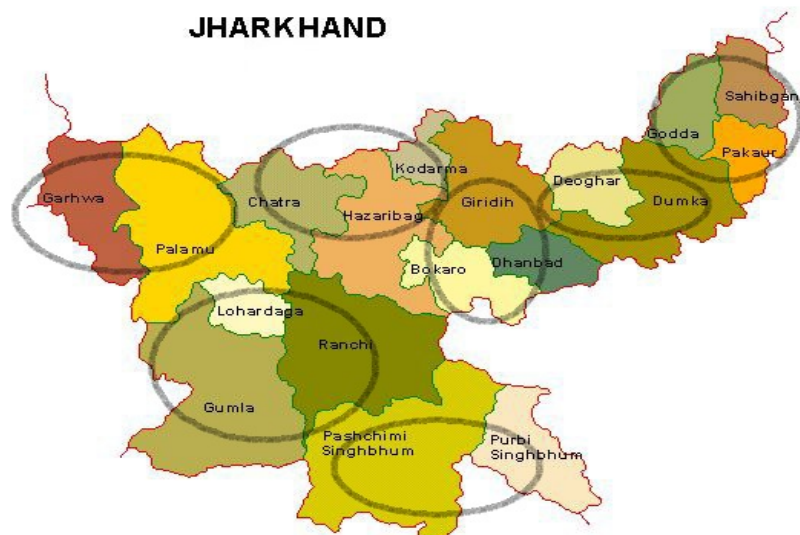 JHARKHAND
Sahibganj
Godda
Pakaur
Kodarma
Deoghar
Garhwa
Chatra
Hazaribag
Giridih
Dumka
Palamu
Bokaro
Dhanbad
Lohardaga
Ranchi
Gumla
Pashchimi
Singhbhum
Purbi
Singhbhum